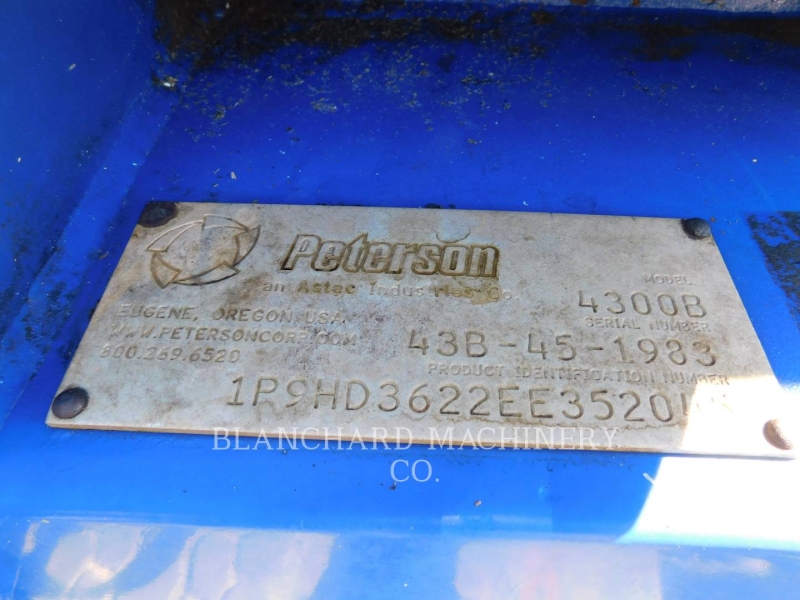 Peterson
an Astec Industries Co.
EUGENE, OREGON USA
WWW.PETERSONCORP.COM
800.269.6520
MODEL
4300B
SERIAL NUMBER
43B-45-1983
PRODUCT IDENTIFICATION NUMBER
BLANCHARD MACHINERY
CO.